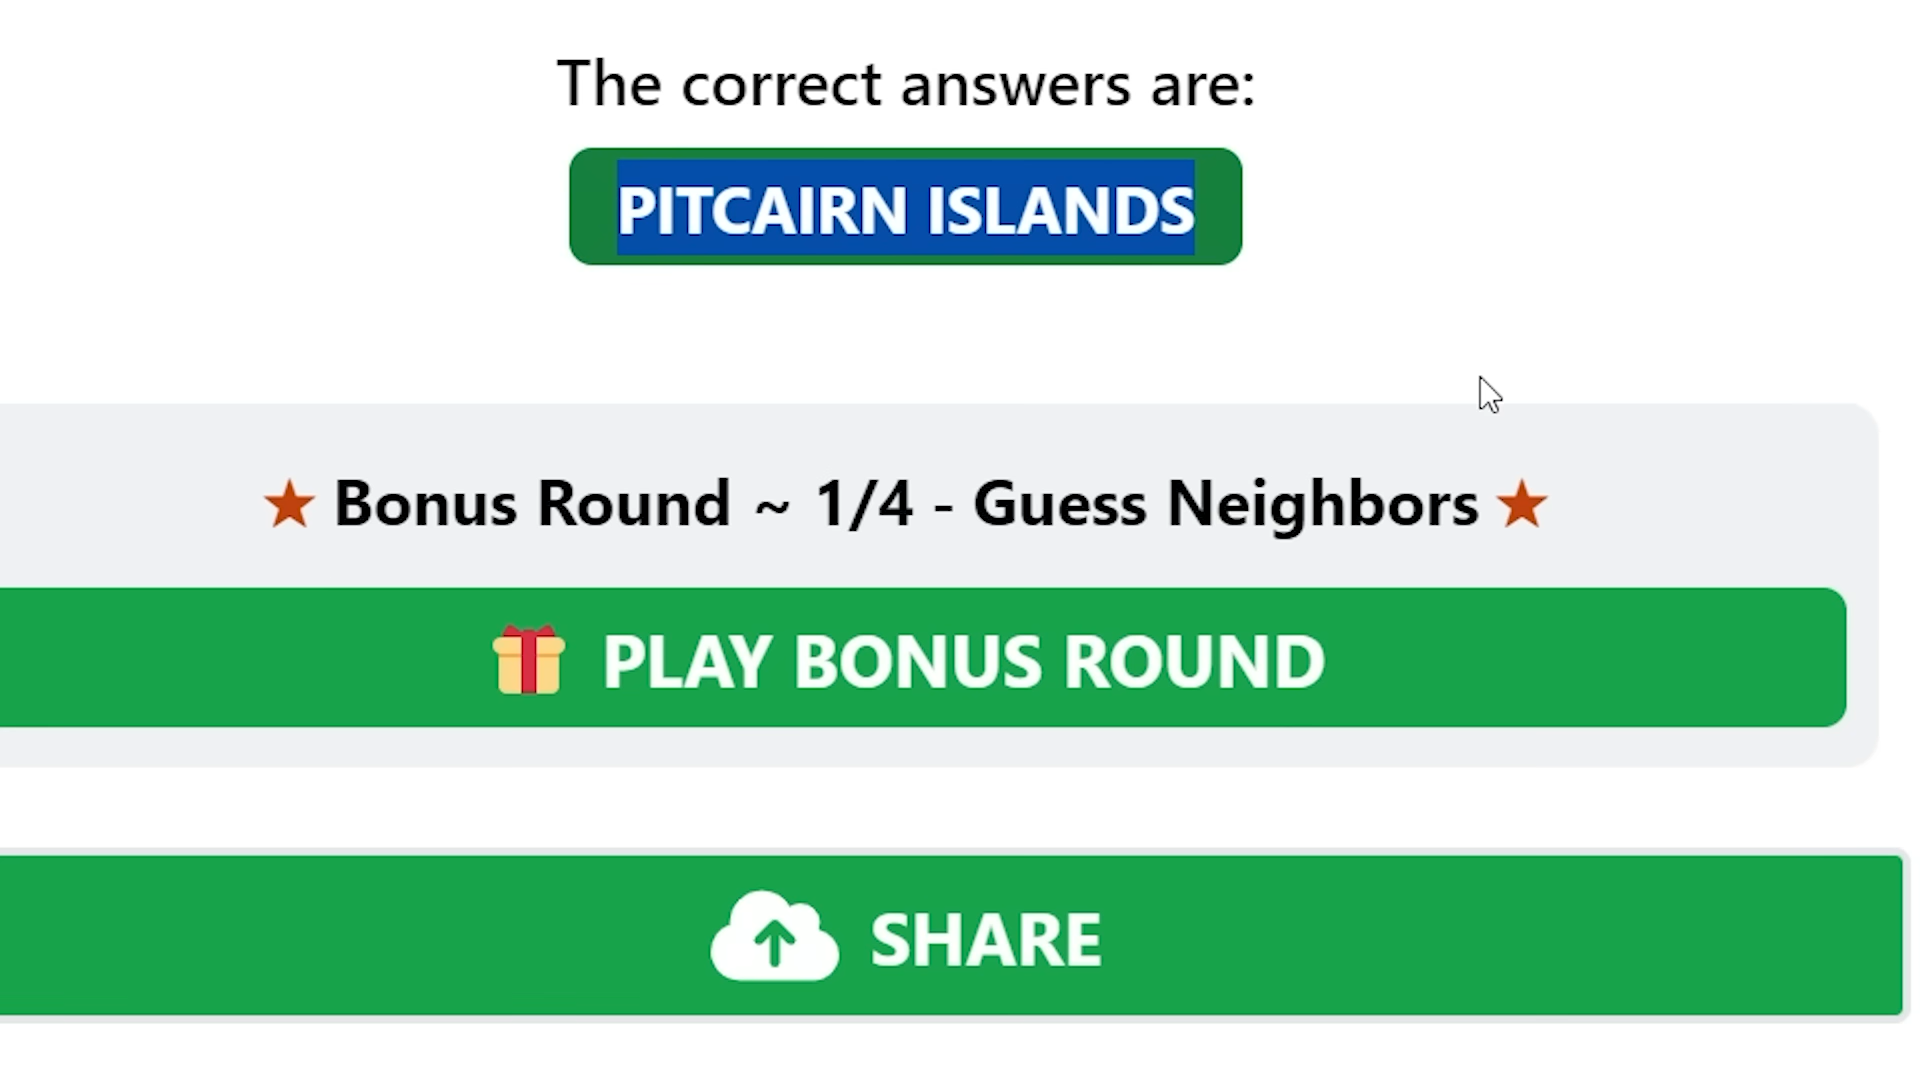 The correct answers are:
PITCAIRN ISLANDS
★ Bonus Round ~ 1/4 - Guess Neighbors ★
PLAY BONUS ROUND
SHARE